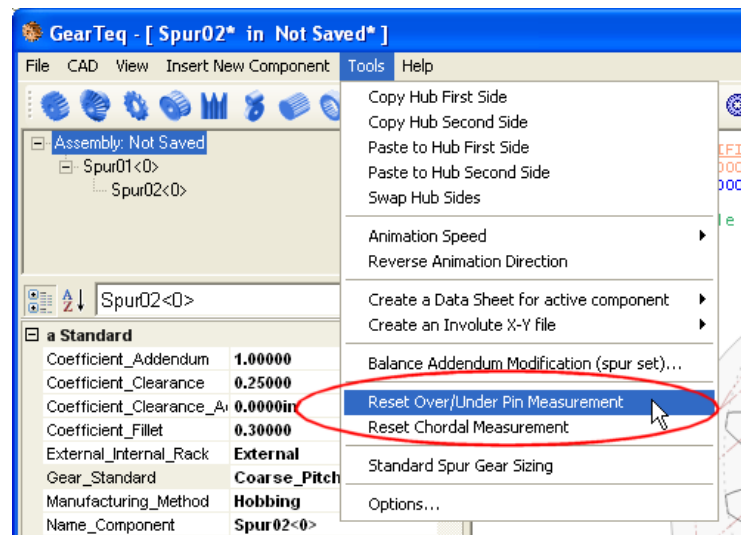 GearTeq - [ Spur02* in Not Saved* ]
File CAD View Insert New Component Tools Help
Copy Hub First Side
Copy Hub Second Side
Paste to Hub First Side
Paste to Hub Second Side
Swap Hub Sides
Animation Speed
Reverse Animation Direction
Create a Data Sheet for active component
Create an Involute X-Y file
Balance Addendum Modification (spur set)...
Reset Over/Under Pin Measurement
Reset Chordal Measurement
Standard Spur Gear Sizing
Options...
Assembly: Not Saved
Spur01<0>
Spur02<0>
Spur02<0>
a Standard
Coefficient_Addendum 1.00000
Coefficient_Clearance 0.25000
Coefficient_Clearance_A 0.0000in
Coefficient_Fillet 0.30000
External_Internal_Rack External
Gear_Standard Coarse_Pitch
Manufacturing_Method Hobbing
Name_Component Spur02<0>